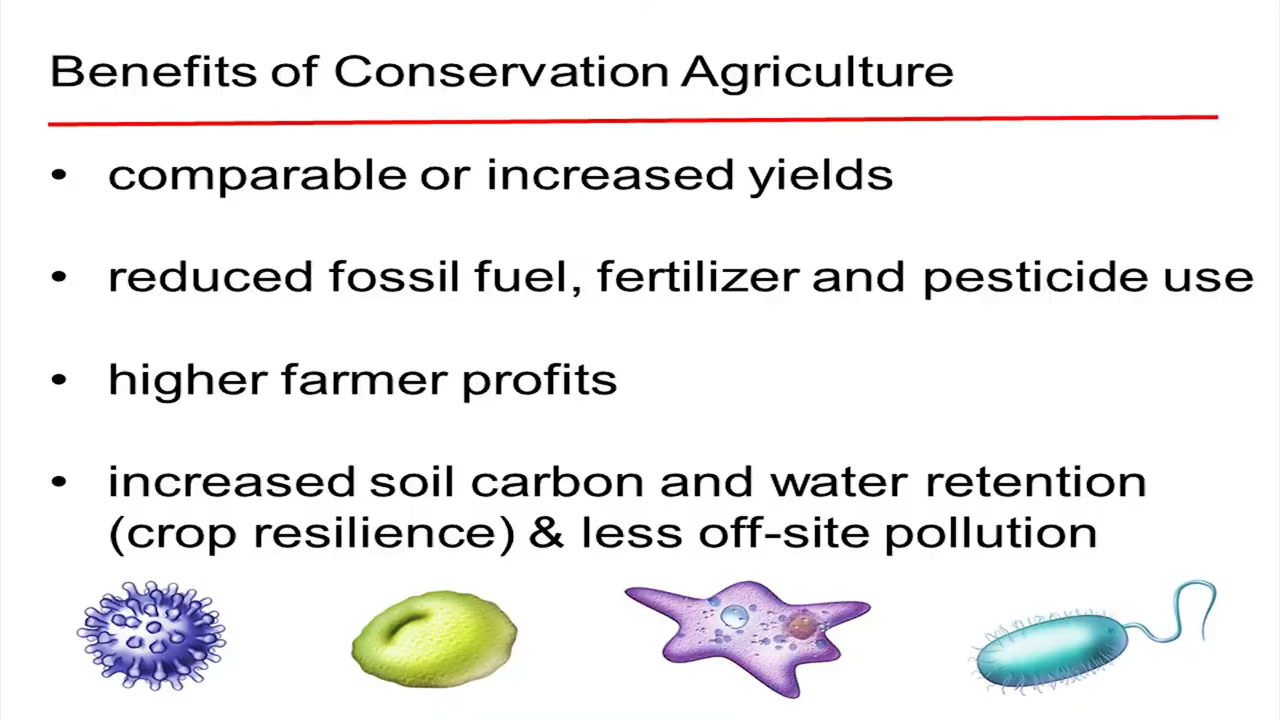 Benefits of Conservation Agriculture
• comparable or increased yields
• reduced fossil fuel, fertilizer and pesticide use
• higher farmer profits
• increased soil carbon and water retention
(crop resilience) & less off-site pollution